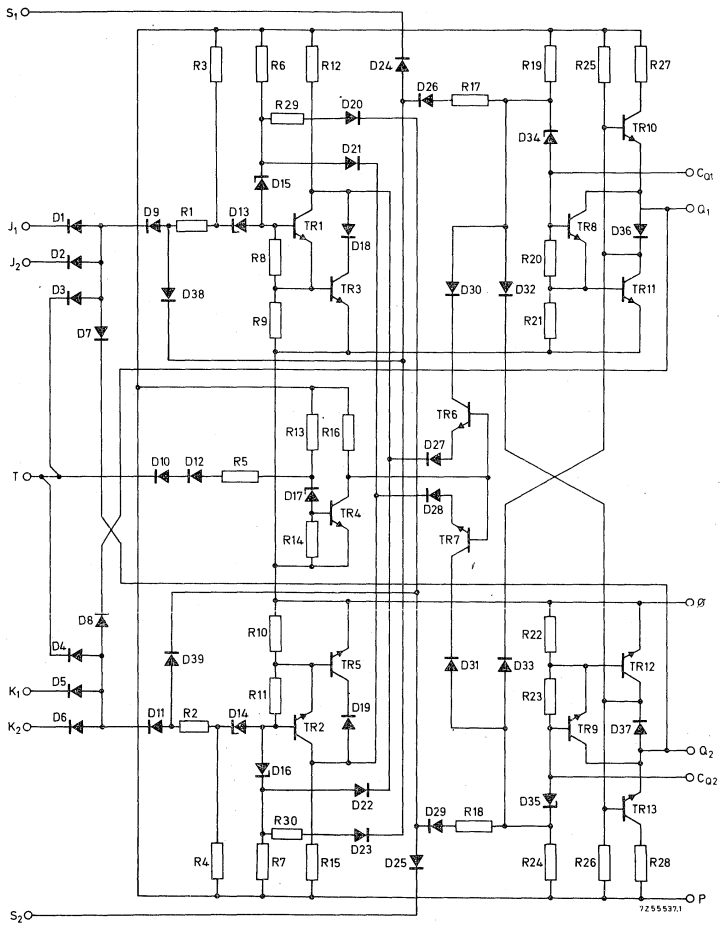 S1
R3 R6 R12 D24 R19 R25 R27
D26 R17
R29 D20
TR10
D34
D21
CQ1
D15
Q1
D1 D9 R1 D13 TR1 TR8 D36
J1
D18
R8 R20
J2 D2
D3 D38 TR3 D30 D32 TR11
R9 R21
D7
TR6
R13 R16
D27
T D10 D12 R5
D17 D28
TR4
R14 TR7
Ø
D8
R10 R22
D4 D39 TR5 D31 D33 TR12
R11 R23
K1 D5
D19 D37
K2 D6 D11 R2 D14 TR2 TR9
Q2
D16
CQ2
D22 D35 TR13
D29 R18
R30 D23
R4 R7 R15 D25 R24 R26 R28
P
7Z55537.1
S2